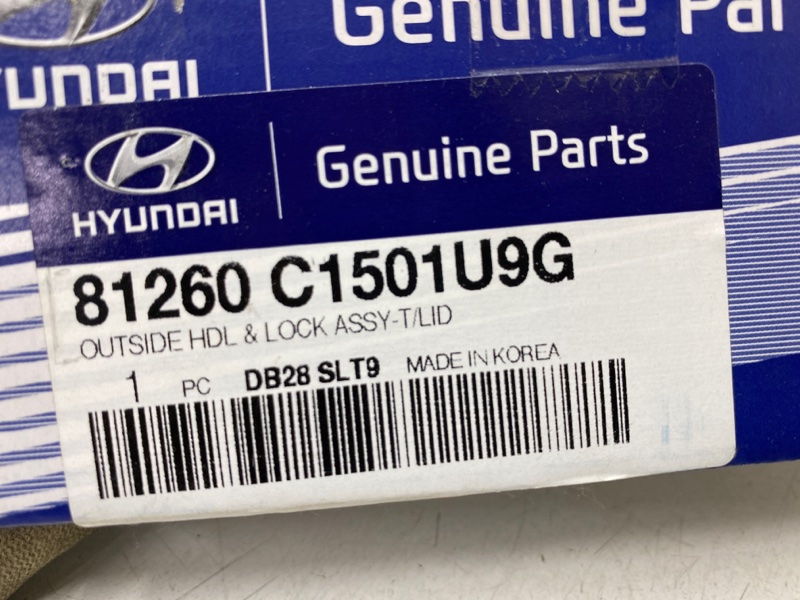 Genuine Par
YUNDAI
HYUNDAI
Genuine Parts
81260 C1501U9G
OUTSIDE HDL & LOCK ASSY-T/LID
1 PC DB28 SLT9 MADE IN KOREA